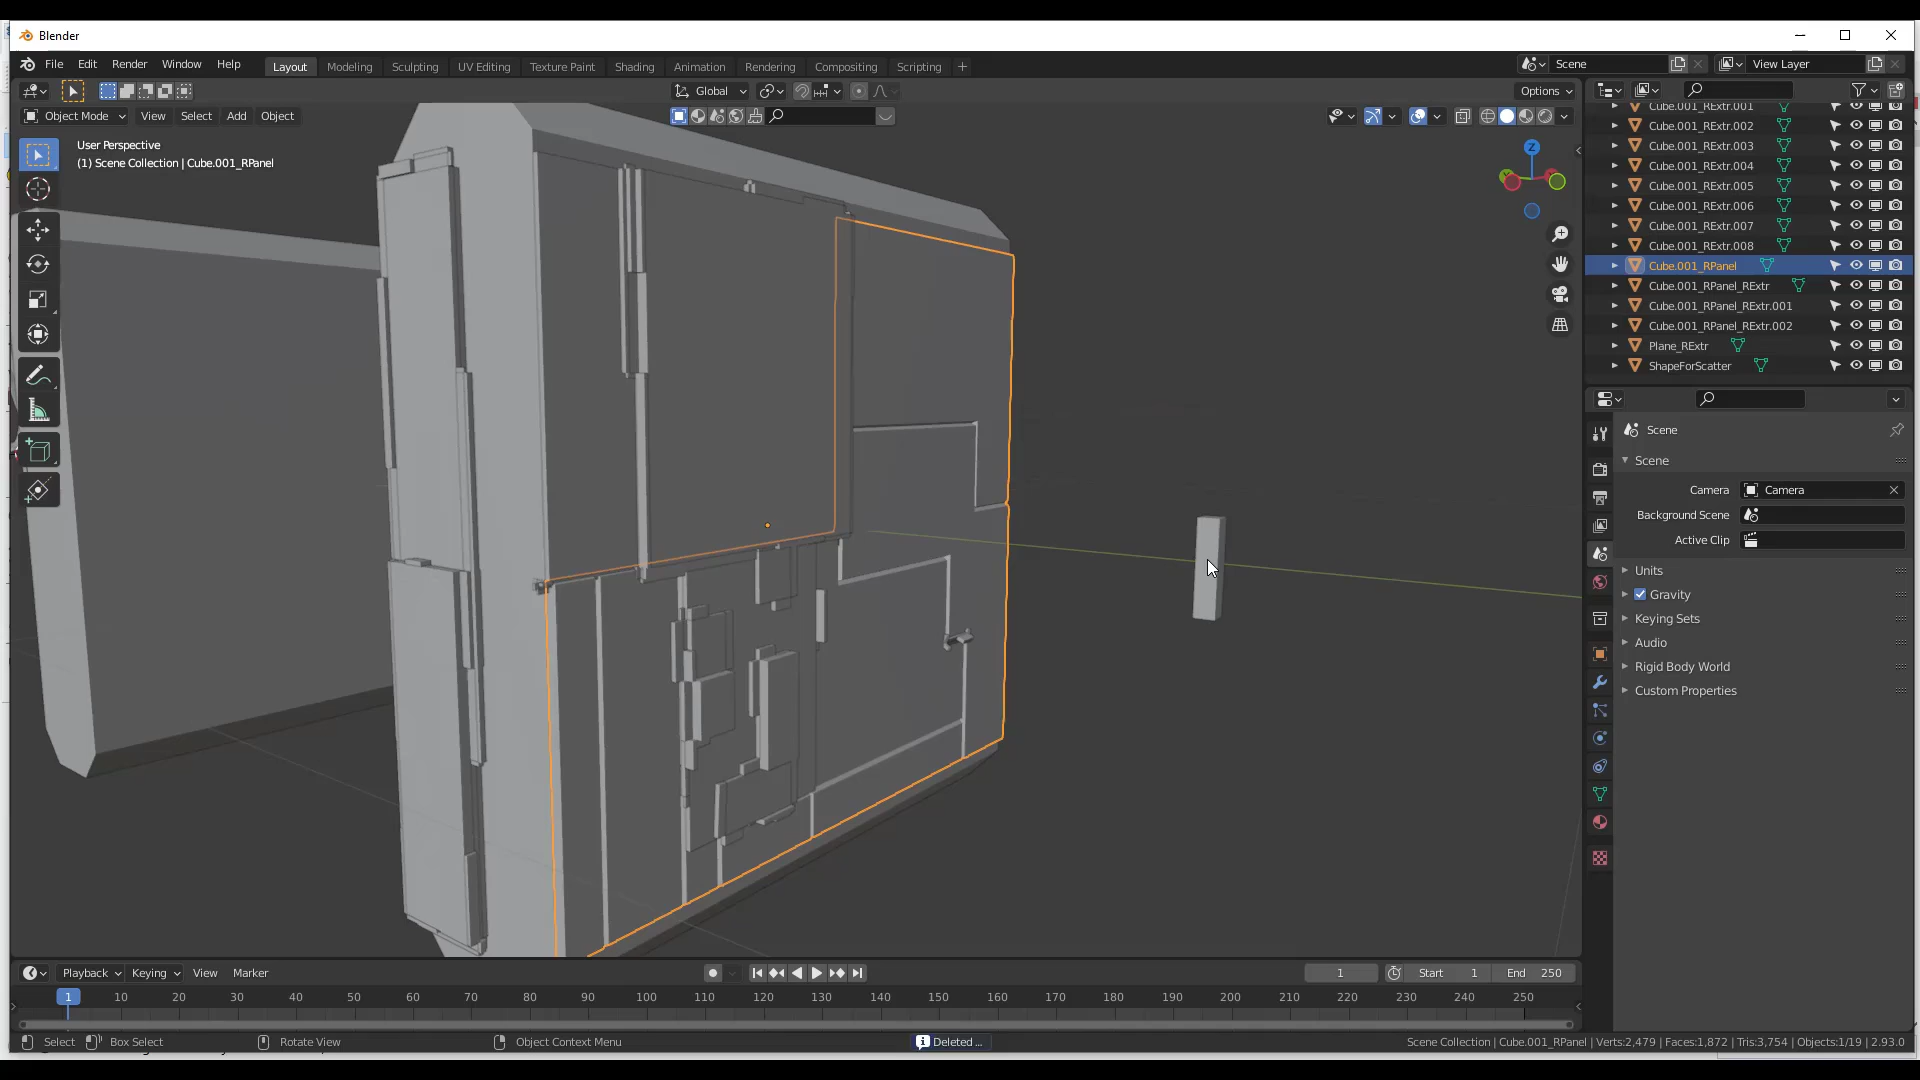 Blender
File Edit Render Window Help Layout Modeling Sculpting UV Editing Texture Paint Shading Animation Rendering Compositing Scripting + Scene View Layer
Global Options
Object Mode View Select Add Object
User Perspective
(1) Scene Collection | Cube.001_RPanel
Z
Cube.001_RExtr.001
Cube.001_RExtr.002
Cube.001_RExtr.003
Cube.001_RExtr.004
Cube.001_RExtr.005
Cube.001_RExtr.006
Cube.001_RExtr.007
Cube.001_RExtr.008
Cube.001_RPanel
Cube.001_RPanel_RExtr
Cube.001_RPanel_RExtr.001
Cube.001_RPanel_RExtr.002
Plane_RExtr
ShapeForScatter
Scene
Scene
Camera Camera
Background Scene
Active Clip
Units
Gravity
Keying Sets
Audio
Rigid Body World
Custom Properties
Playback Keying View Marker 1 Start 1 End 250
1 10 20 30 40 50 60 70 80 90 100 110 120 130 140 150 160 170 180 190 200 210 220 230 240 250
Select Box Select Rotate View Object Context Menu Deleted ... Scene Collection | Cube.001_RPanel | Verts:2,479 | Faces:1,872 | Tris:3,754 | Objects:1/19 | 2.93.0